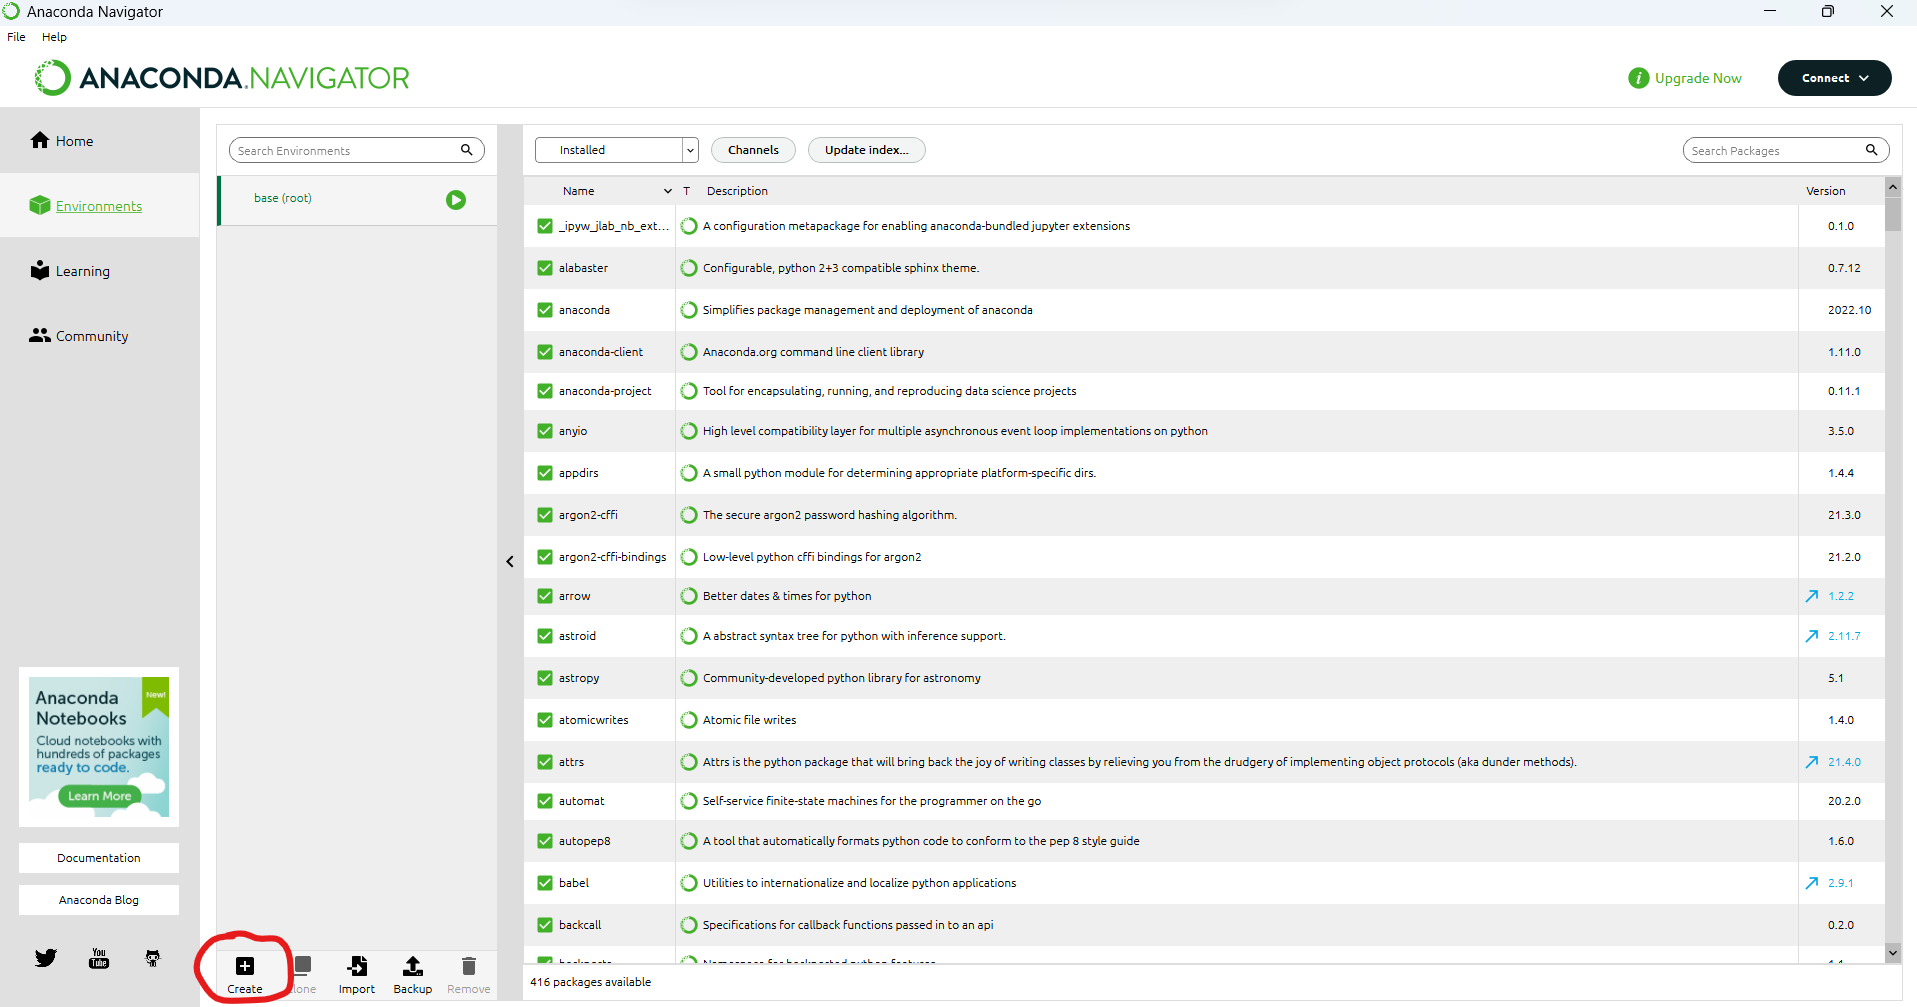 Anaconda Navigator
File Help
ANACONDA.NAVIGATOR
i Upgrade Now Connect
Home
Environments
Learning
Community
Anaconda
Notebooks
New!
Cloud notebooks with
hundreds of packages
ready to code.
Learn More
Documentation
Anaconda Blog
You
Tube
Search Environments
base (root)
Create
lone
Import
Backup
Remove
Installed Channels Update index... Search Packages
Name T Description Version
_ipyw_jlab_nb_ext... A configuration metapackage for enabling anaconda-bundled jupyter extensions 0.1.0
alabaster Configurable, python 2+3 compatible sphinx theme. 0.7.12
anaconda Simplifies package management and deployment of anaconda 2022.10
anaconda-client Anaconda.org command line client library 1.11.0
anaconda-project Tool for encapsulating, running, and reproducing data science projects 0.11.1
anyio High level compatibility layer for multiple asynchronous event loop implementations on python 3.5.0
appdirs A small python module for determining appropriate platform-specific dirs. 1.4.4
argon2-cffi The secure argon2 password hashing algorithm. 21.3.0
argon2-cffi-bindings Low-level python cffi bindings for argon2 21.2.0
arrow Better dates & times for python 1.2.2
astroid A abstract syntax tree for python with inference support. 2.11.7
astropy Community-developed python library for astronomy 5.1
atomicwrites Atomic file writes 1.4.0
attrs Attrs is the python package that will bring back the joy of writing classes by relieving you from the drudgery of implementing object protocols (aka dunder methods). 21.4.0
automat Self-service finite-state machines for the programmer on the go 20.2.0
autopep8 A tool that automatically formats python code to conform to the pep 8 style guide 1.6.0
babel Utilities to internationalize and localize python applications 2.9.1
backcall Specifications for callback functions passed in to an api 0.2.0
416 packages available